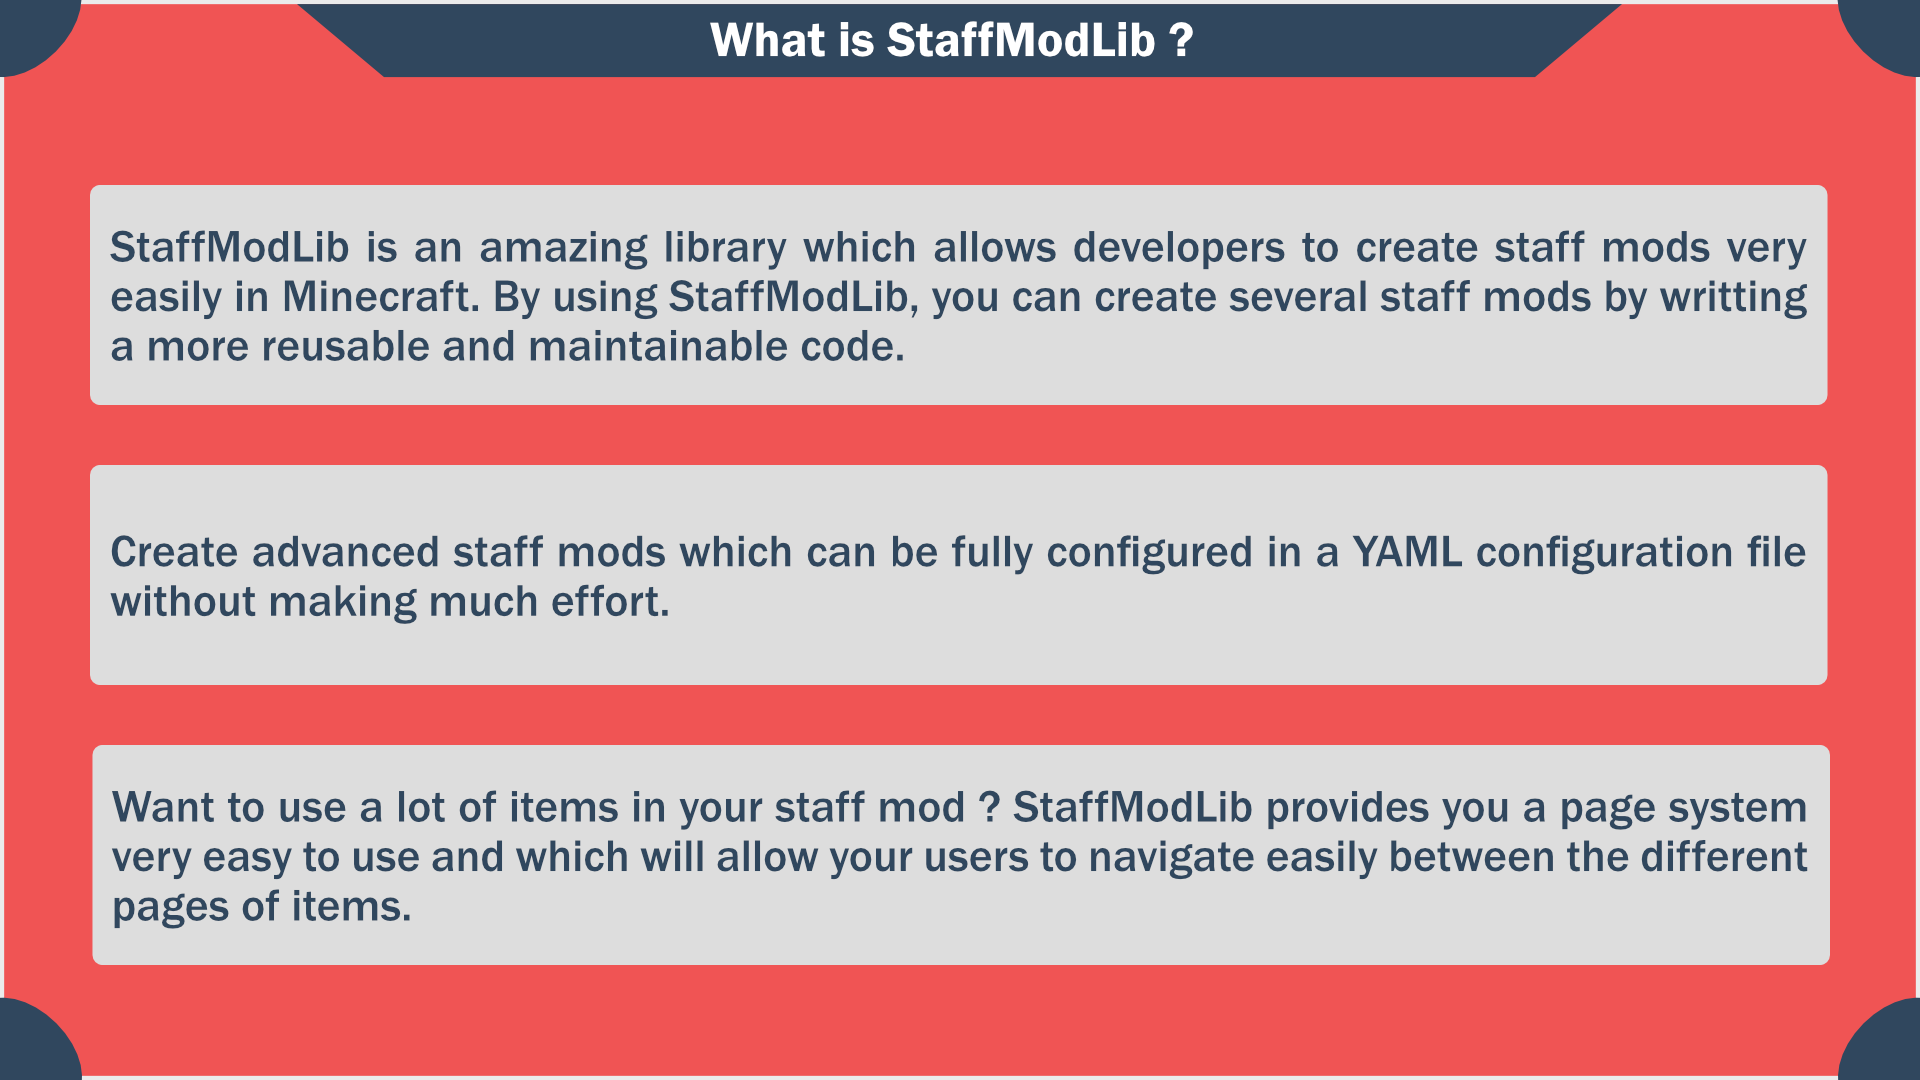 What is StaffModLib ?
StaffModLib is an amazing library which allows developers to create staff mods very
easily in Minecraft. By using StaffModLib, you can create several staff mods by writting
a more reusable and maintainable code.
Create advanced staff mods which can be fully configured in a YAML configuration file
without making much effort.
Want to use a lot of items in your staff mod ? StaffModLib provides you a page system
very easy to use and which will allow your users to navigate easily between the different
pages of items.